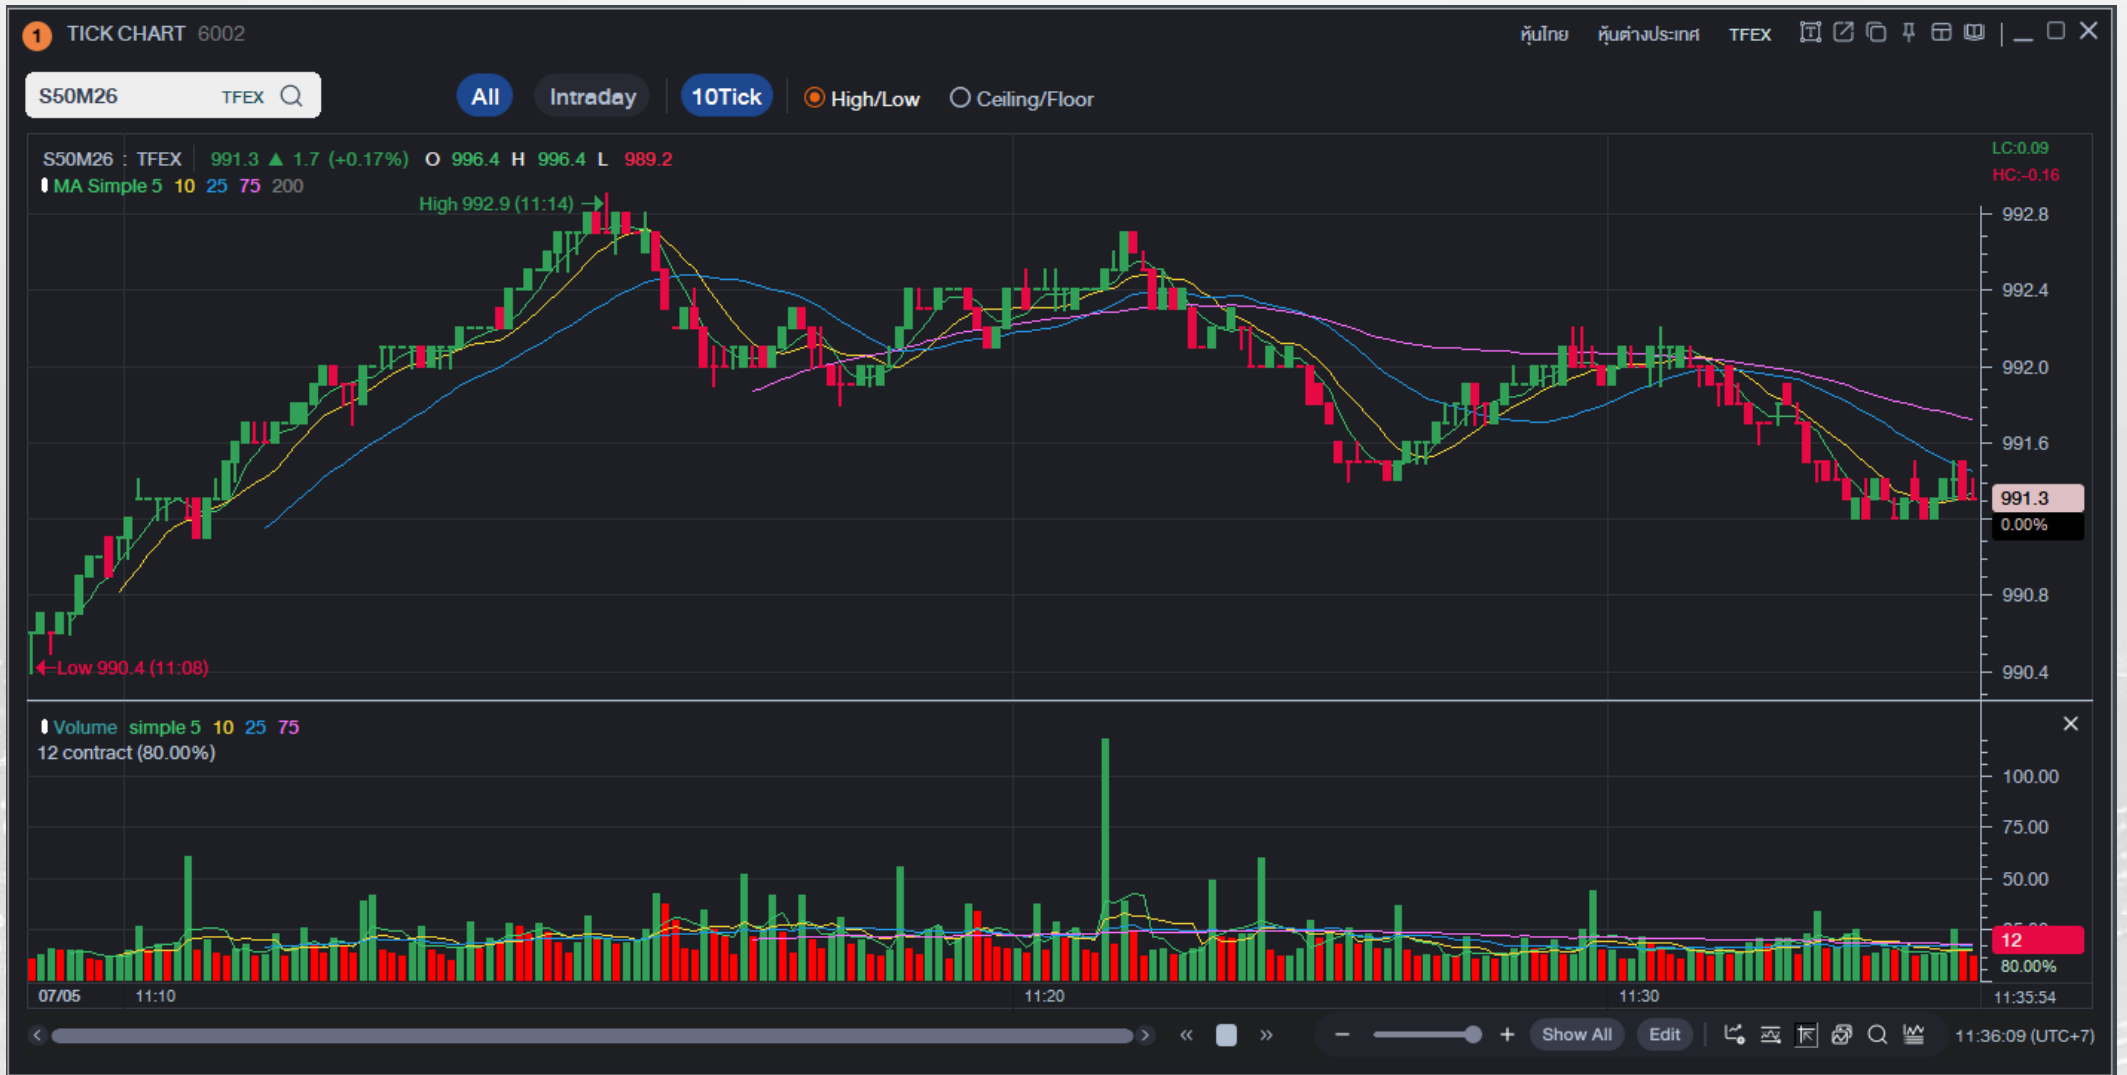 1 TICK CHART 6002 หุ้นไทย หุ้นต่างประเทศ TFEX
S50M26 TFEX All Intraday 10Tick High/Low Ceiling/Floor
S50M26 : TFEX 991.3 ▲ 1.7 (+0.17%) O 996.4 H 996.4 L 989.2
LC:0.09
MA Simple 5 10 25 75 200
HC:-0.16
High 992.9 (11:14)
992.8
992.4
992.0
991.6
991.3
0.00%
990.8
Low 990.4 (11:08)
990.4
Volume simple 5 10 25 75
12 contract (80.00%)
100.00
75.00
50.00
12
80.00%
07/05 11:10 11:20 11:30 11:35:54
Show All Edit 11:36:09 (UTC+7)